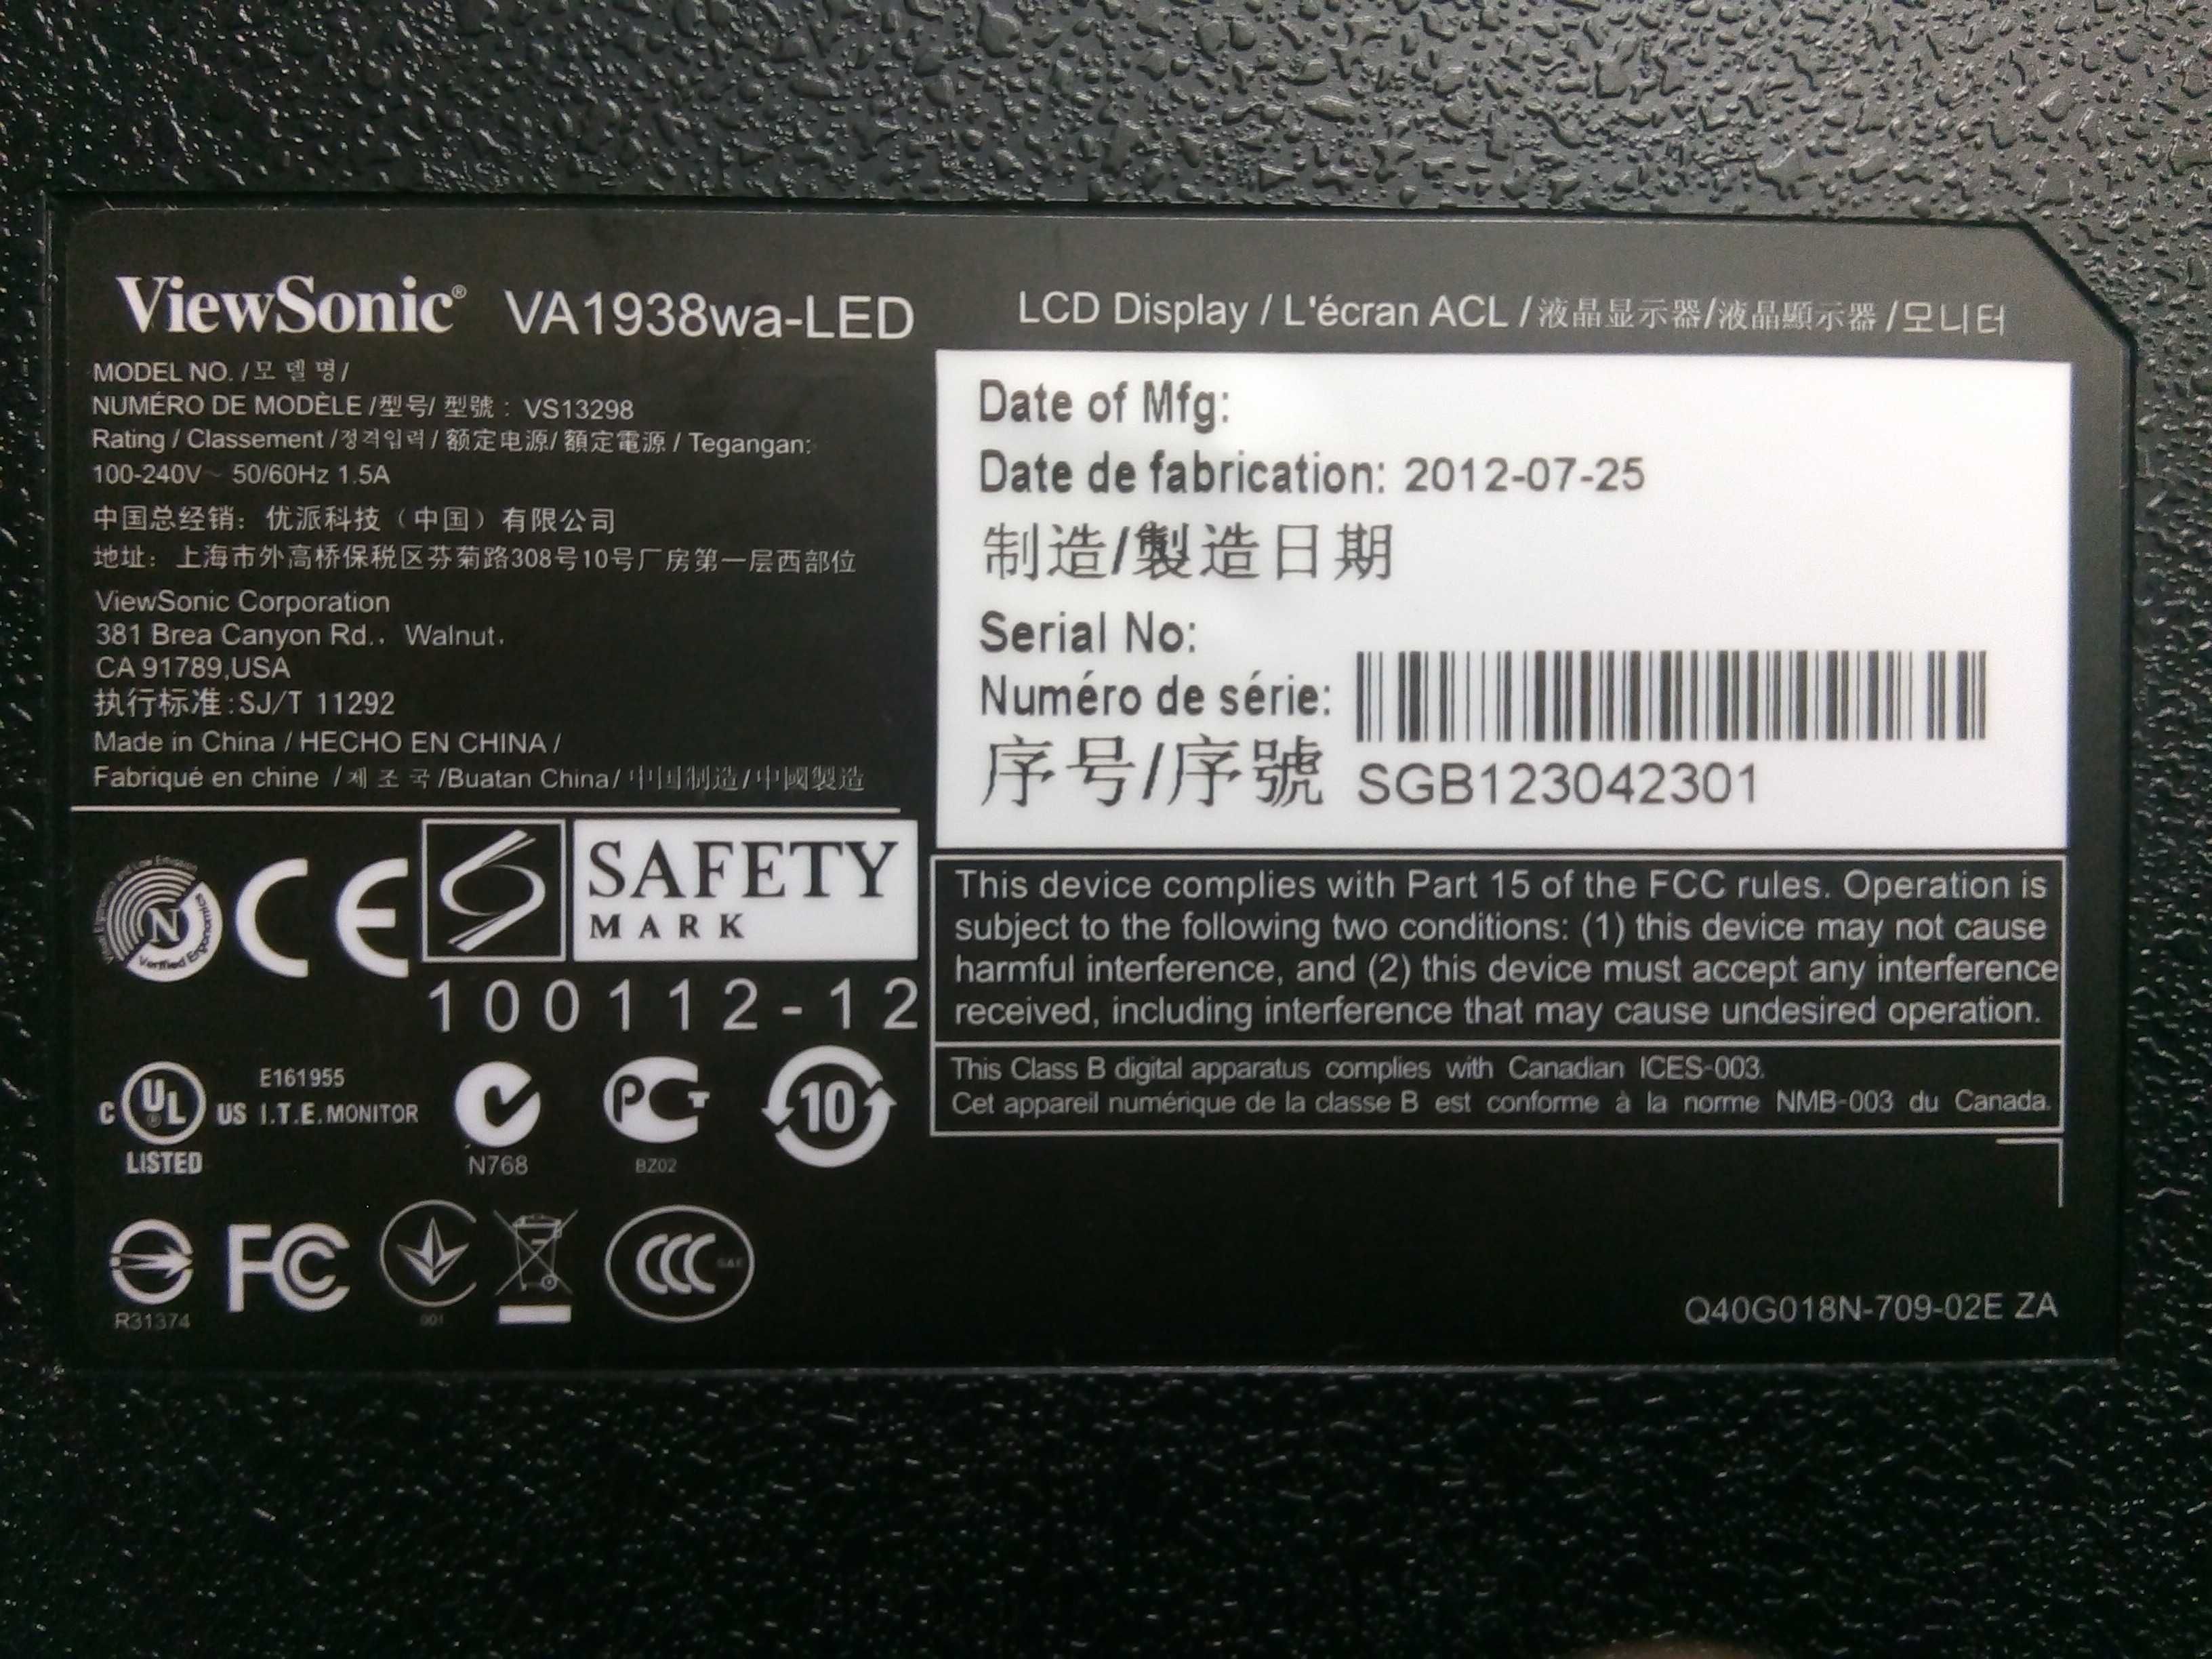 ViewSonic® VA1938wa-LED
LCD Display / L'écran ACL /液晶显示器/液晶顯示器 /모니터
MODEL NO. /모 델 명/
NUMÉRO DE MODÈLE /型号/ 型號 : VS13298
Rating / Classement /정격입력 / 额定电源/ 額定電源 / Tegangan:
100-240V ~ 50/60Hz 1.5A
中国总经销: 优派科技（中国）有限公司
地址: 上海市外高桥保税区芬菊路308号10号厂房第一层西部位
ViewSonic Corporation
381 Brea Canyon Rd., Walnut,
CA 91789,USA
执行标准:SJ/T 11292
Made in China / HECHO EN CHINA /
Fabriqué en chine /제 조 국 /Buatan China/ 中国制造/中國製造
Date of Mfg:
Date de fabrication: 2012-07-25
制造/製造日期
Serial No:
Numéro de série:
序号/序號 SGB123042301
N
Verified Ergonomics
CE
SAFETY
MARK
100112-12
This device complies with Part 15 of the FCC rules. Operation is
subject to the following two conditions: (1) this device may not cause
harmful interference, and (2) this device must accept any interference
received, including interference that may cause undesired operation.
This Class B digital apparatus complies with Canadian ICES-003.
Cet appareil numérique de la classe B est conforme à la norme NMB-003 du Canada.
E161955
C UL ® US I.T.E. MONITOR
LISTED
N768
PCT
BZ02
10
R31374
FC
001
CCC
Q40G018N-709-02E ZA